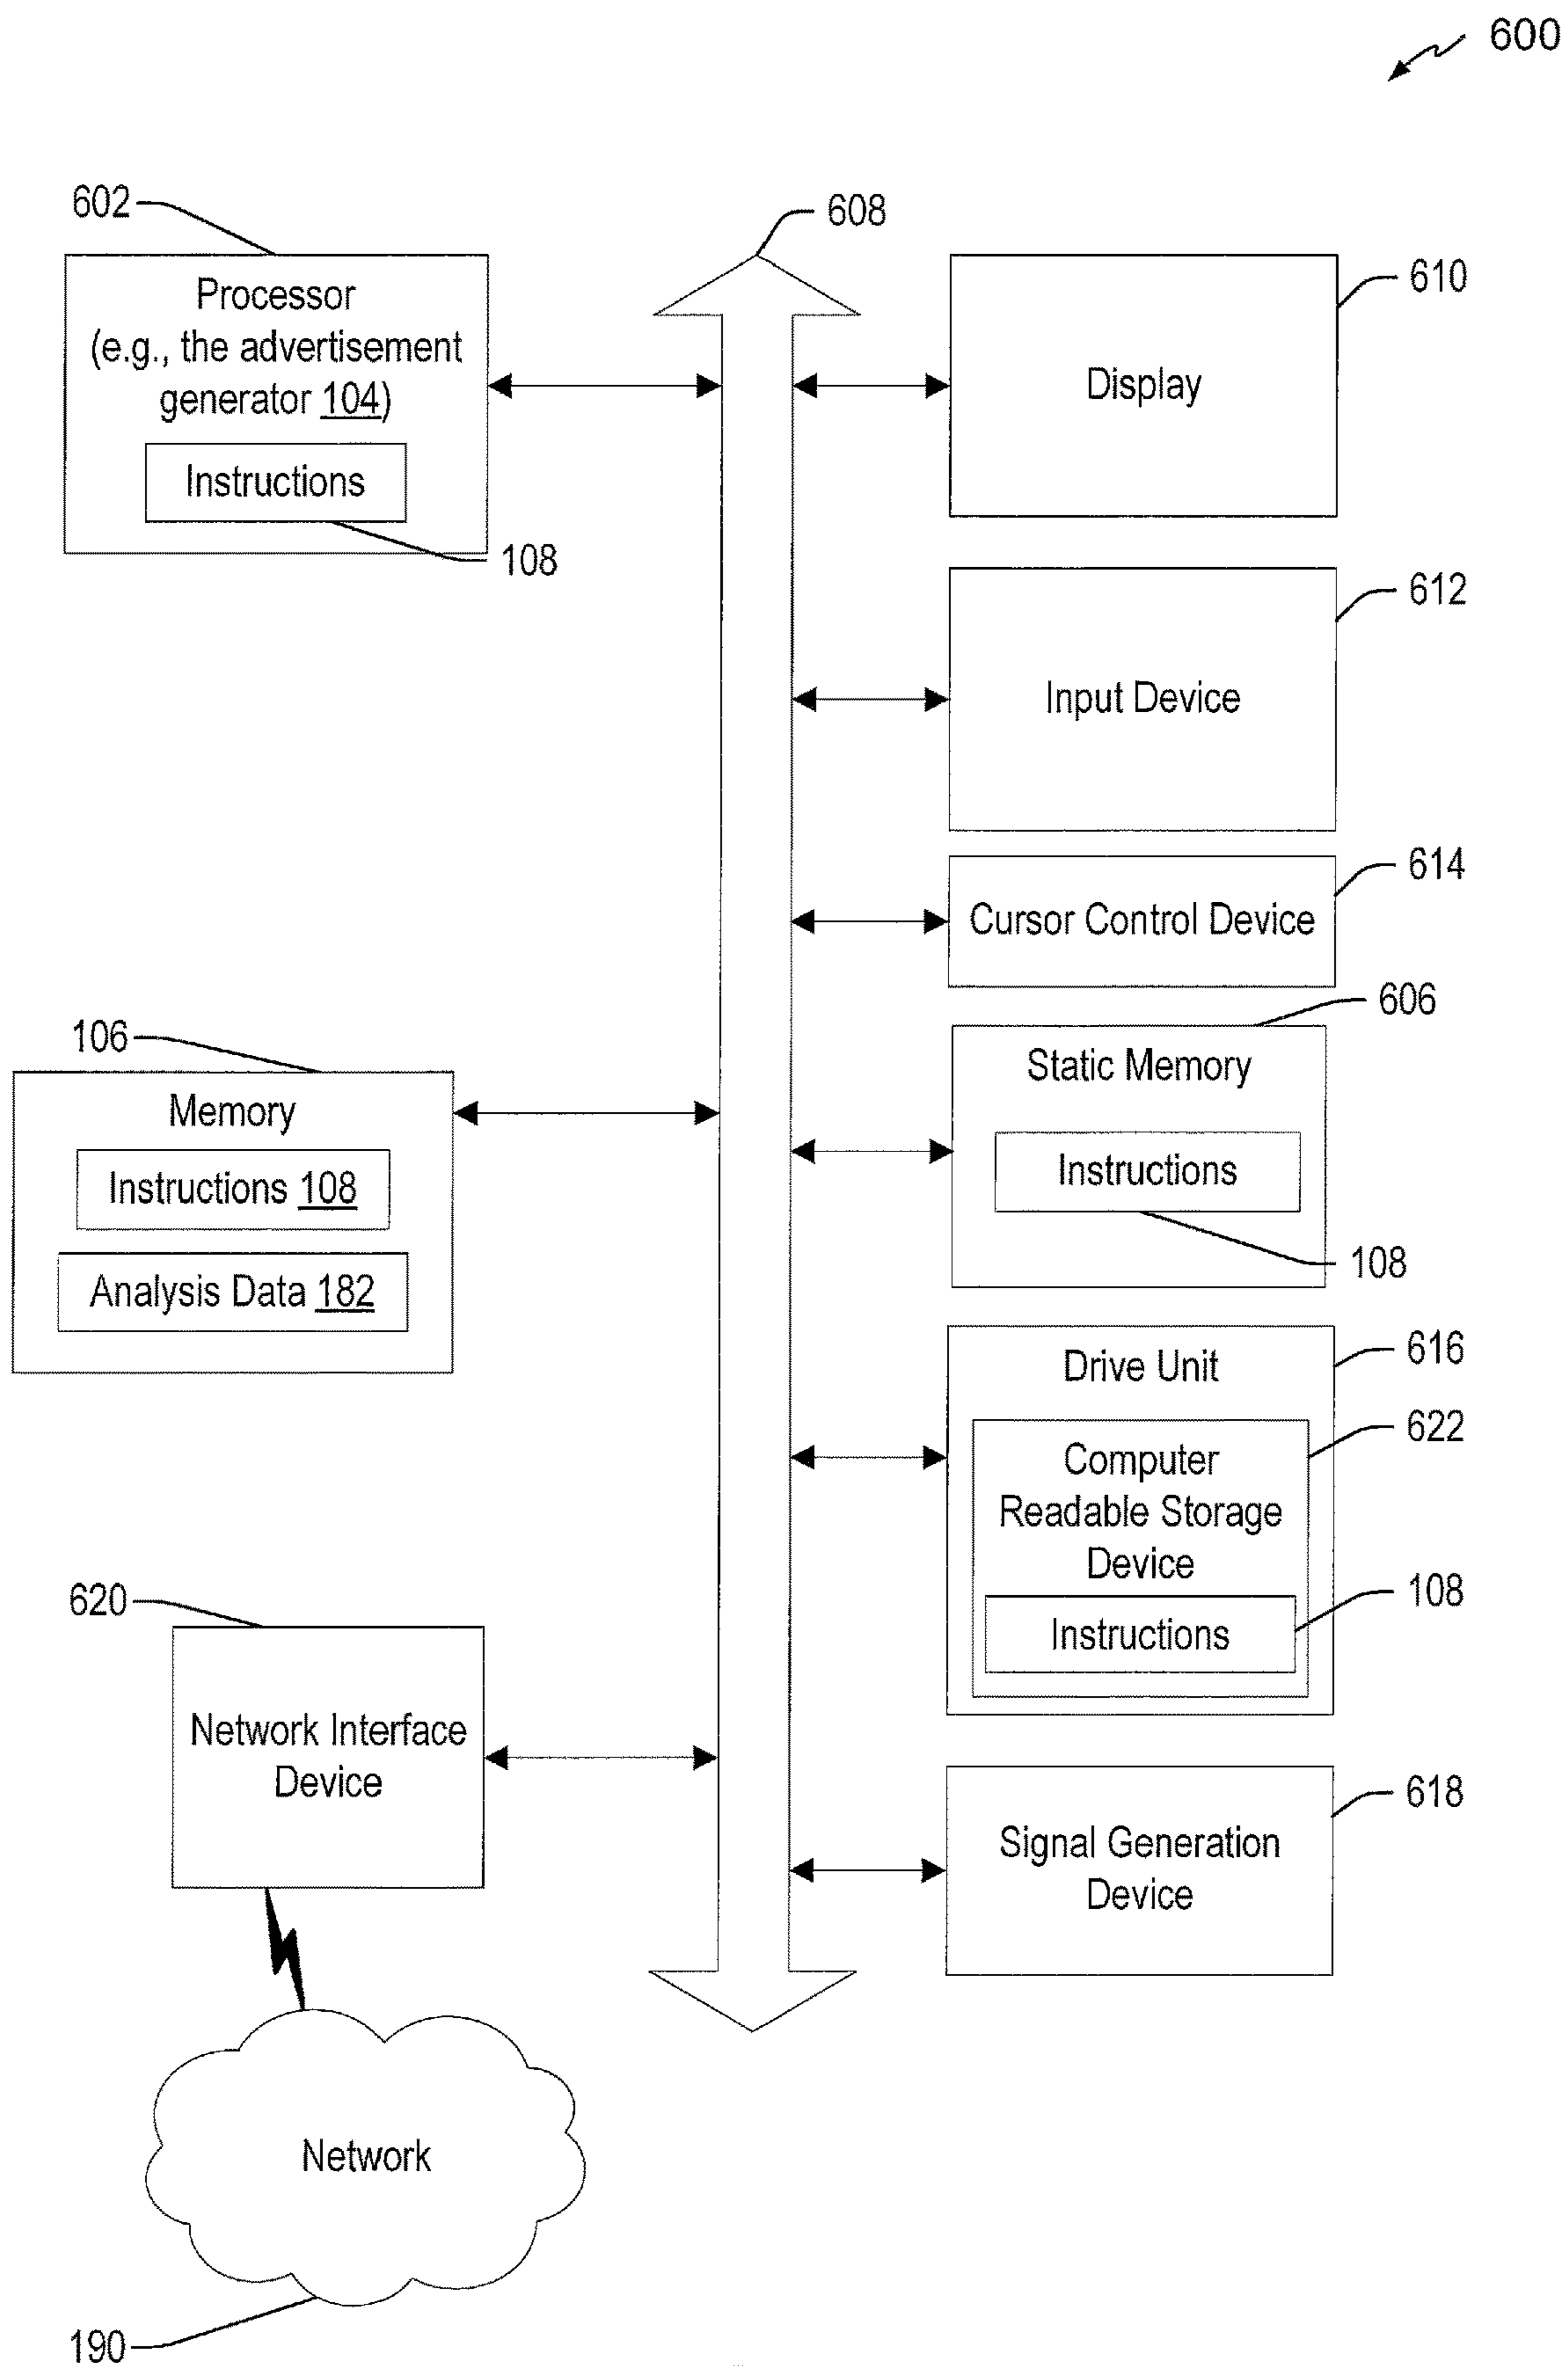 600
602
608
Processor
(e.g., the advertisement
generator 104)
Instructions
108
610
Display
612
Input Device
614
Cursor Control Device
106
Memory
Instructions 108
Analysis Data 182
606
Static Memory
Instructions
108
616
Drive Unit
622
Computer
Readable Storage
Device
108
Instructions
620
Network Interface
Device
618
Signal Generation
Device
Network
190